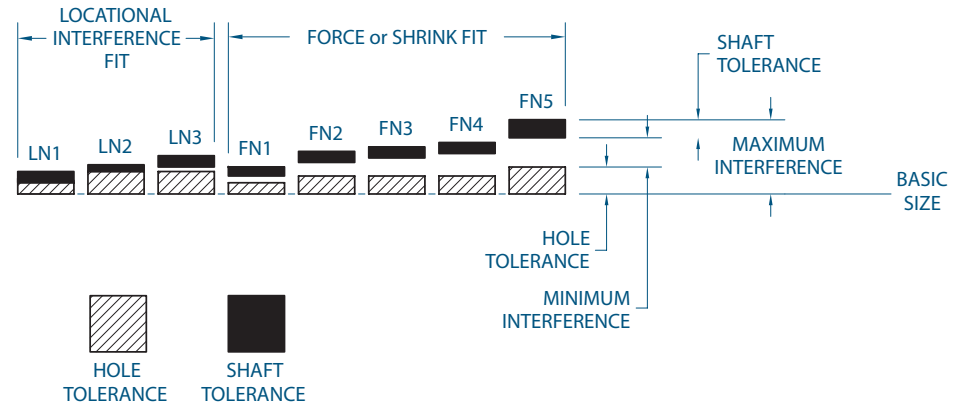 LOCATIONAL
INTERFERENCE
FIT
FORCE or SHRINK FIT
SHAFT
TOLERANCE
LN1
LN2
LN3
FN1
FN2
FN3
FN4
FN5
MAXIMUM
INTERFERENCE
BASIC
SIZE
HOLE
TOLERANCE
MINIMUM
INTERFERENCE
HOLE
TOLERANCE
SHAFT
TOLERANCE